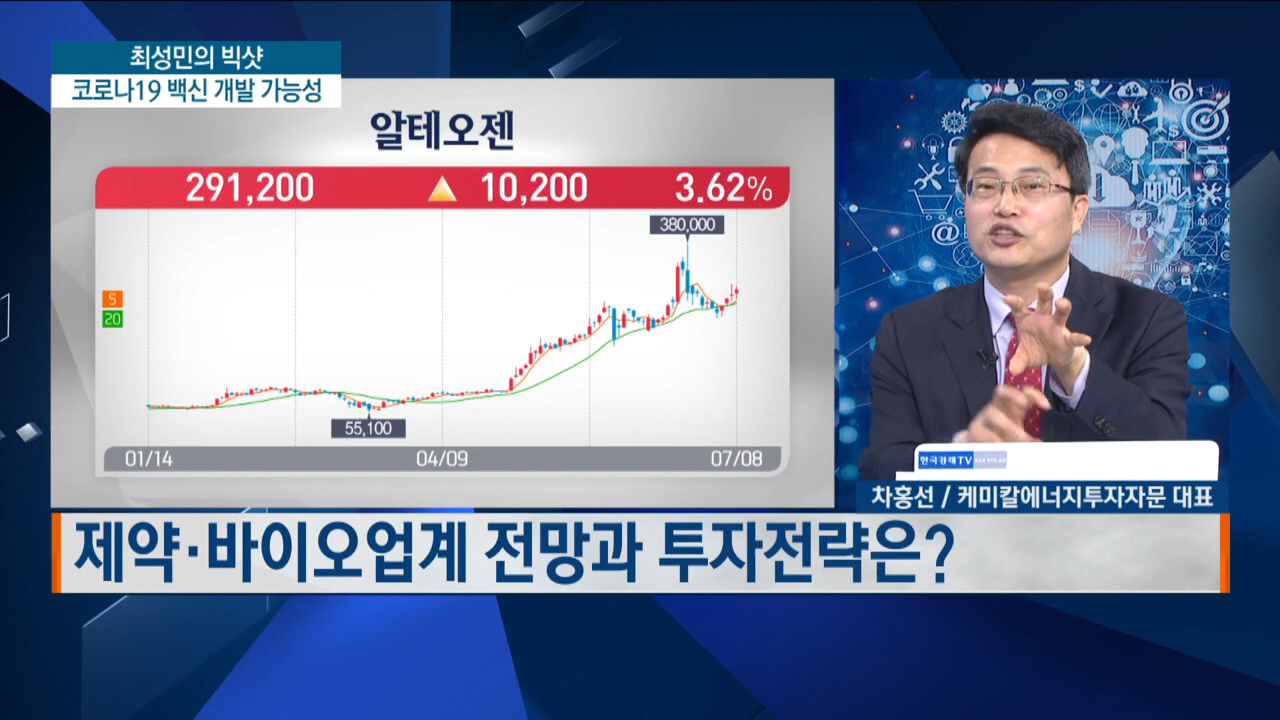 최성민의 빅샷
코로나19 백신 개발 가능성
알테오젠
291,200 ▲ 10,200 3.62%
380,000
5
20
55,100
01/14 04/09 07/08
@
한국경제TV
차홍선 / 케미칼에너지투자자문 대표
제약·바이오업계 전망과 투자전략은?